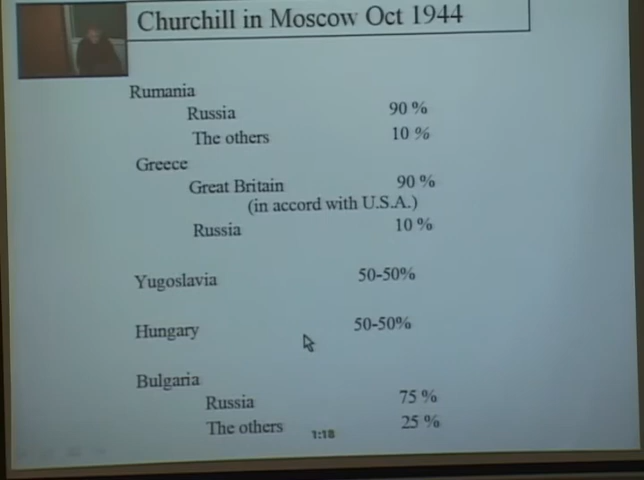 Churchill in Moscow Oct 1944
Rumania
Russia 90 %
The others 10 %
Greece
Great Britain 90 %
(in accord with U.S.A.)
Russia 10 %
Yugoslavia 50-50%
Hungary 50-50%
Bulgaria
Russia 75 %
The others 25 %
1:18